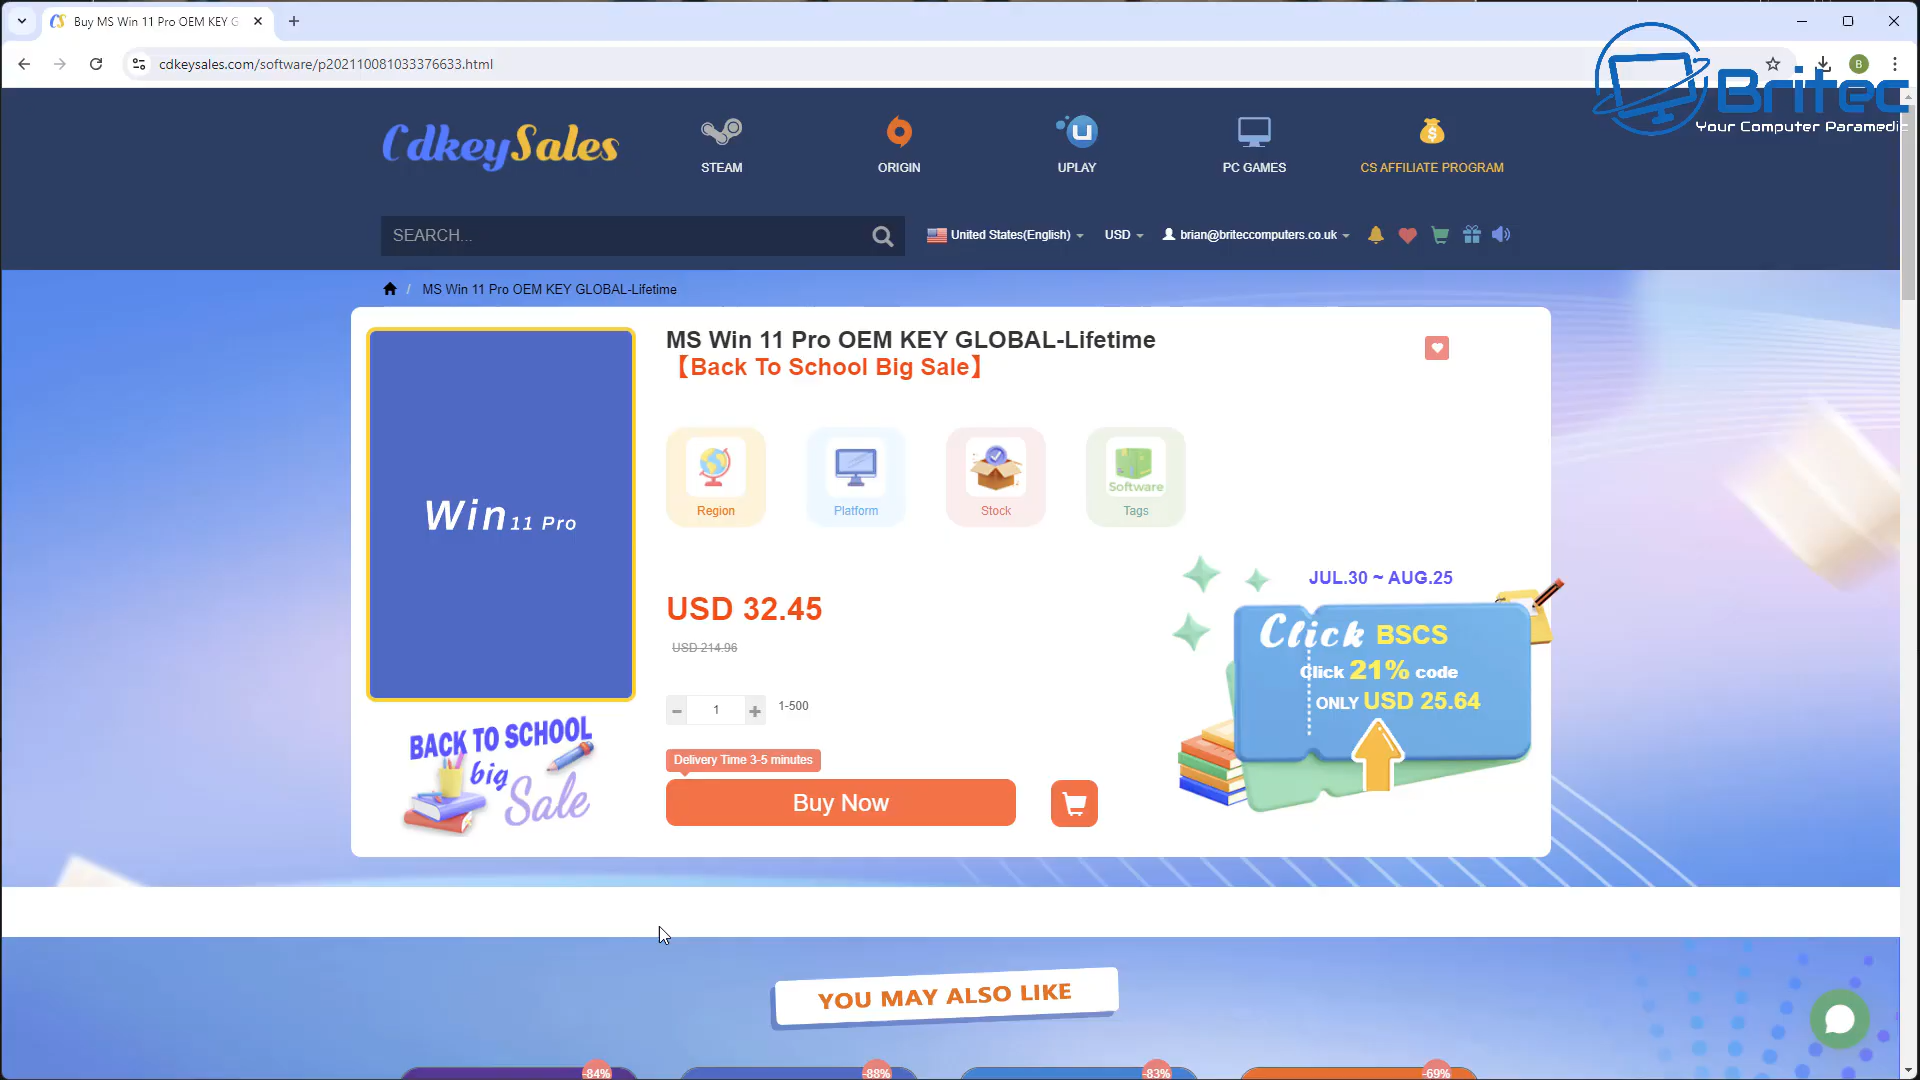 Buy MS Win 11 Pro OEM KEY G
cdkeysales.com/software/p202110081033376633.html
B
Britec
Your Computer Paramedic
CdkeySales
STEAM
ORIGIN
UPLAY
PC GAMES
CS AFFILIATE PROGRAM
SEARCH...
United States(English)
USD
brian@briteccomputers.co.uk
/ MS Win 11 Pro OEM KEY GLOBAL-Lifetime
MS Win 11 Pro OEM KEY GLOBAL-Lifetime
【Back To School Big Sale】
Win 11 Pro
Region
Platform
Stock
Software
Tags
USD 32.45
USD 214.96
1
1-500
Delivery Time 3-5 minutes
Buy Now
BACK TO SCHOOL
big
Sale
JUL.30 ~ AUG.25
Click BSCS
Click 21% code
ONLY USD 25.64
YOU MAY ALSO LIKE
-84%
-88%
-83%
-69%